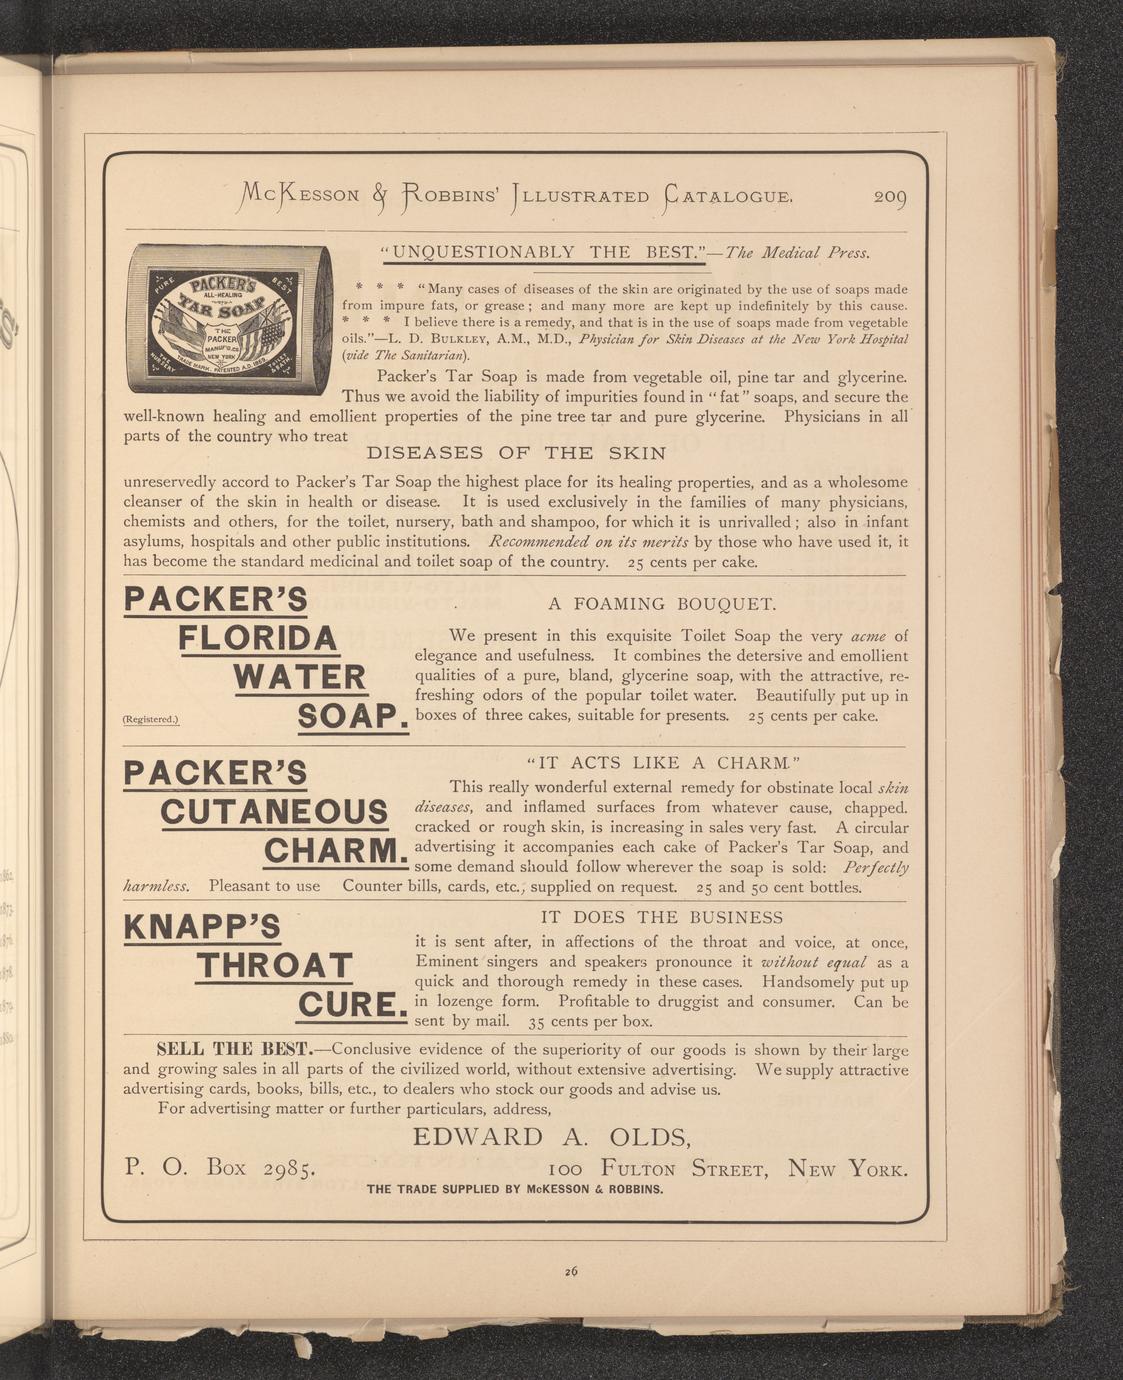 McKesson & Robbins' Illustrated Catalogue. 209
"UNQUESTIONABLY THE BEST."—The Medical Press.
PURE BEST
PACKER'S
ALL-HEALING
TAR SOAP
THE
PACKER
MANUF'G. CO.
NEW YORK
TRADE MARK. PATENTED A.D. 1869.
THE NURSERY TOILET & BATH.
* * * "Many cases of diseases of the skin are originated by the use of soaps made
from impure fats, or grease; and many more are kept up indefinitely by this cause.
* * * I believe there is a remedy, and that is in the use of soaps made from vegetable
oils."—L. D. Bulkley, A.M., M.D., Physician for Skin Diseases at the New York Hospital
(vide The Sanitarian).
Packer's Tar Soap is made from vegetable oil, pine tar and glycerine.
Thus we avoid the liability of impurities found in "fat" soaps, and secure the
well-known healing and emollient properties of the pine tree tar and pure glycerine. Physicians in all
parts of the country who treat
DISEASES OF THE SKIN
unreservedly accord to Packer's Tar Soap the highest place for its healing properties, and as a wholesome
cleanser of the skin in health or disease. It is used exclusively in the families of many physicians,
chemists and others, for the toilet, nursery, bath and shampoo, for which it is unrivalled; also in infant
asylums, hospitals and other public institutions. Recommended on its merits by those who have used it, it
has become the standard medicinal and toilet soap of the country. 25 cents per cake.
PACKER'S
FLORIDA
WATER
SOAP.
(Registered.)
A FOAMING BOUQUET.
We present in this exquisite Toilet Soap the very acme of
elegance and usefulness. It combines the detersive and emollient
qualities of a pure, bland, glycerine soap, with the attractive, re-
freshing odors of the popular toilet water. Beautifully put up in
boxes of three cakes, suitable for presents. 25 cents per cake.
PACKER'S
CUTANEOUS
CHARM.
"IT ACTS LIKE A CHARM."
This really wonderful external remedy for obstinate local skin
diseases, and inflamed surfaces from whatever cause, chapped.
cracked or rough skin, is increasing in sales very fast. A circular
advertising it accompanies each cake of Packer's Tar Soap, and
some demand should follow wherever the soap is sold: Perfectly
harmless. Pleasant to use Counter bills, cards, etc., supplied on request. 25 and 50 cent bottles.
KNAPP'S
THROAT
CURE.
IT DOES THE BUSINESS
it is sent after, in affections of the throat and voice, at once,
Eminent singers and speakers pronounce it without equal as a
quick and thorough remedy in these cases. Handsomely put up
in lozenge form. Profitable to druggist and consumer. Can be
sent by mail. 35 cents per box.
SELL THE BEST.—Conclusive evidence of the superiority of our goods is shown by their large
and growing sales in all parts of the civilized world, without extensive advertising. We supply attractive
advertising cards, books, bills, etc., to dealers who stock our goods and advise us.
For advertising matter or further particulars, address,
EDWARD A. OLDS,
P. O. Box 2985. 100 Fulton Street, New York.
THE TRADE SUPPLIED BY McKESSON & ROBBINS.
26